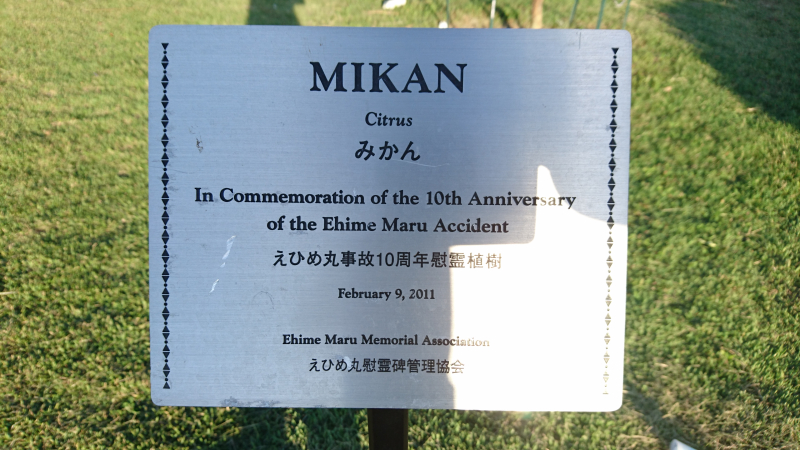 MIKAN
Citrus
みかん
In Commemoration of the 10th Anniversary
of the Ehime Maru Accident
えひめ丸事故10周年慰霊植樹
February 9, 2011
Ehime Maru Memorial Association
えひめ丸慰霊碑管理協会